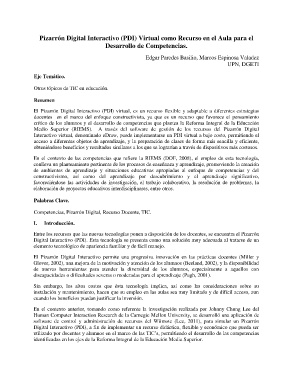 Pizarrón Digital Interactivo (PDI) Virtual como Recurso en el Aula para el
Desarrollo de Competencias.
Edgar Paredes Basilio, Marcos Espinosa Valadez
UPN, DGETI
Eje Temático.
Otros tópicos de TIC en educación.
Resumen
El Pizarrón Digital Interactivo (PDI) virtual, es un recurso flexible y adaptable a diferentes estrategias
docentes en el marco del enfoque constructivista, ya que es un recurso que favorece el pensamiento
crítico de los alumnos y el desarrollo de competencias que plantea la Reforma Integral de la Educación
Media Superior (RIEMS). A través del software de gestión de los recursos del Pizarrón Digital
Interactivo virtual, denominado eDraw, puede implementarse un PDI virtual a bajo costo, permitiendo el
acceso a diferentes objetos de aprendizaje, y la preparación de clases de forma más sencilla y eficiente,
obteniéndose beneficios y resultados similares a los que se lograrían a través de dispositivos más costosos.
En el contexto de las competencias que refiere la RIEMS (DOF, 2008), el empleo de esta tecnología,
conlleva un planteamiento pertinente de los procesos de enseñanza y aprendizaje, promoviendo la creación
de ambientes de aprendizaje y situaciones educativas apropiadas al enfoque de competencias y del
constructivismo, así como del aprendizaje por descubrimiento y el aprendizaje significativo,
favoreciéndose las actividades de investigación, el trabajo colaborativo, la resolución de problemas, la
elaboración de proyectos educativos interdisciplinarios, entre otros.
Palabras Clave.
Competencias, Pizarrón Digital, Recurso Docente, TIC.
1. Introducción.
Entre los recursos que las nuevas tecnologías ponen a disposición de los docentes, se encuentra el Pizarrón
Digital Interactivo (PDI). Esta tecnología se presenta como una solución muy adecuada al tratarse de un
elemento tecnológico de apariencia familiar y de fácil manejo.
El Pizarrón Digital Interactivo permite una progresiva innovación en las prácticas docentes (Miller y
Glover, 2002), una mejora de la motivación y atención de los alumnos (Beeland, 2002), y la disponibilidad
de nuevas herramientas para atender la diversidad de los alumnos, especialmente a aquellos con
discapacidades o dificultades severas o moderadas para el aprendizaje (Pugh, 2001).
Sin embargo, los altos costos que ésta tecnología implica, así como las consideraciones sobre su
instalación y mantenimiento, hacen que su empleo en las aulas sea muy limitado y de difícil acceso, aun
cuando los beneficios puedan justificar la inversión.
En el contexto anterior, tomando como referente la investigación realizada por Johnny Chung Lee del
Human Computer Interaction Research de la Carnegie Mellon University, se desarrolló una aplicación de
software de control y administración de recursos del Wiimote (Lee, 2011), para simular un Pizarrón
Digital Interactivo (PDI), a fin de implementar un recurso didáctico, flexible y económico que pueda ser
utilizado por docentes y alumnos en el marco de las TIC's, permitiendo el desarrollo de las competencias
identificadas en los ejes de la Reforma Integral de la Educación Media Superior.